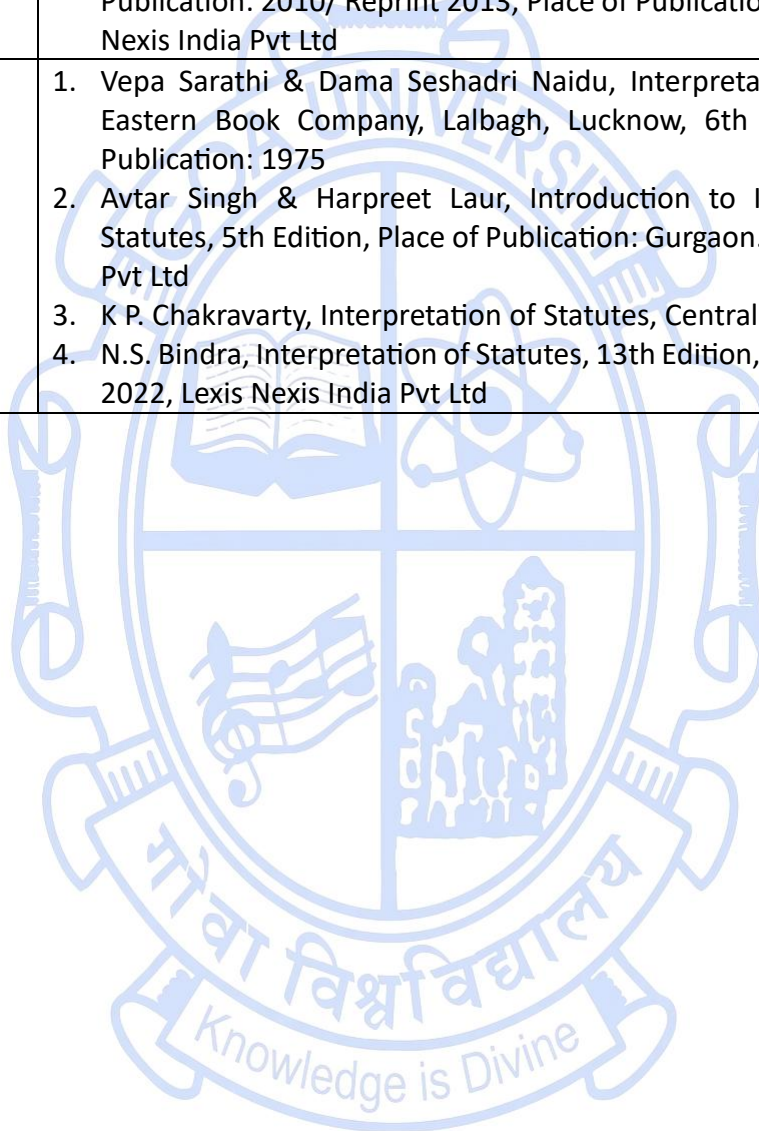 Publication: 2010/ Reprint 2013, Place of Publicatio
Nexis India Pvt Ltd
1. Vepa Sarathi & Dama Seshadri Naidu, Interpreta
Eastern Book Company, Lalbagh, Lucknow, 6th
Publication: 1975
2. Avtar Singh & Harpreet Laur, Introduction to I
Statutes, 5th Edition, Place of Publication: Gurgaon.
Pvt Ltd
3. K P. Chakravarty, Interpretation of Statutes, Central
4. N.S. Bindra, Interpretation of Statutes, 13th Edition,
2022, Lexis Nexis India Pvt Ltd
GOA UNIVERSITY
गोंवा विश्वविद्यालय
Knowledge is Divine